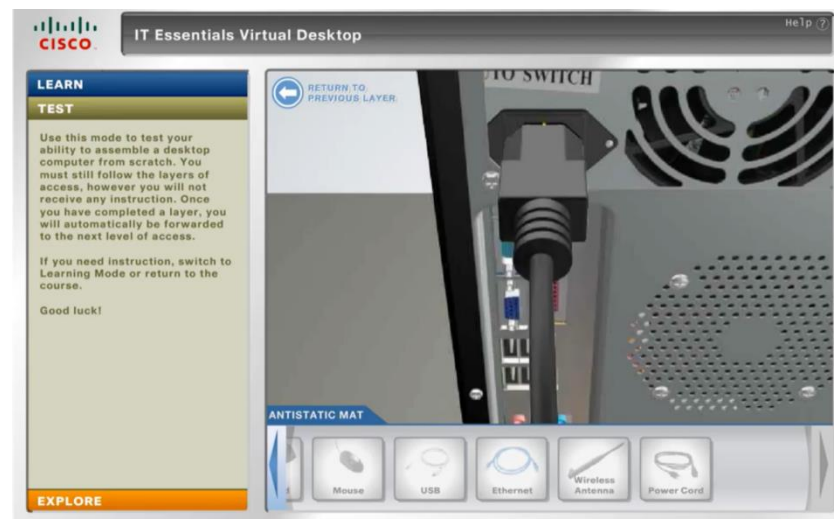 CISCO
IT Essentials Virtual Desktop
Help ?
LEARN
TEST
Use this mode to test your
ability to assemble a desktop
computer from scratch. You
must still follow the layers of
access, however you will not
receive any instruction. Once
you have completed a layer, you
will automatically be forwarded
to the next level of access.
If you need instruction, switch to
Learning Mode or return to the
course.
Good luck!
EXPLORE
RETURN TO
PREVIOUS LAYER
SWITCH
ANTISTATIC MAT
Mouse
USB
Ethernet
Wireless
Antenna
Power Cord